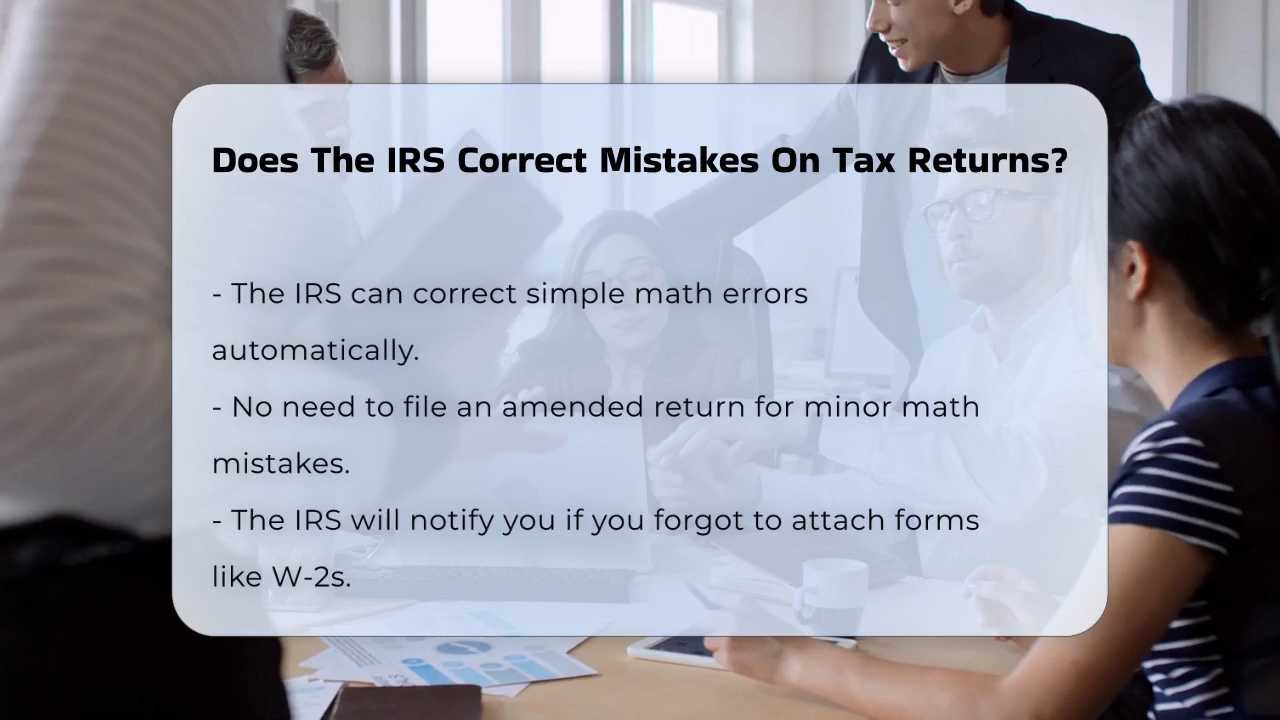 Does The IRS Correct Mistakes On Tax Returns?
- The IRS can correct simple math errors
automatically.
- No need to file an amended return for minor math
mistakes.
- The IRS will notify you if you forgot to attach forms
like W-2s.